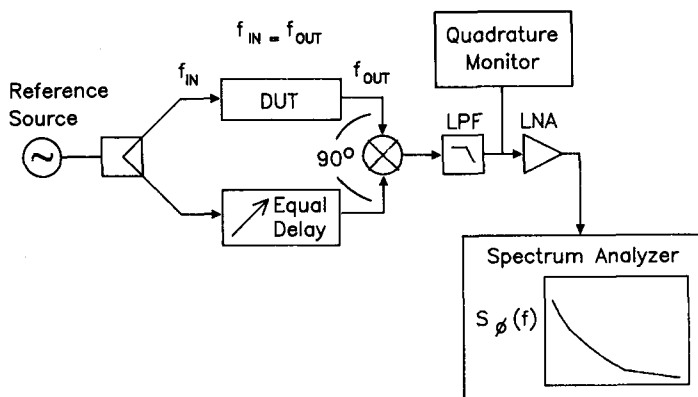 f_IN = f_OUT
Quadrature
Monitor
f_IN
f_OUT
Reference
Source
DUT
LPF
LNA
~
90°
Equal
Delay
Spectrum Analyzer
S_ø(f)